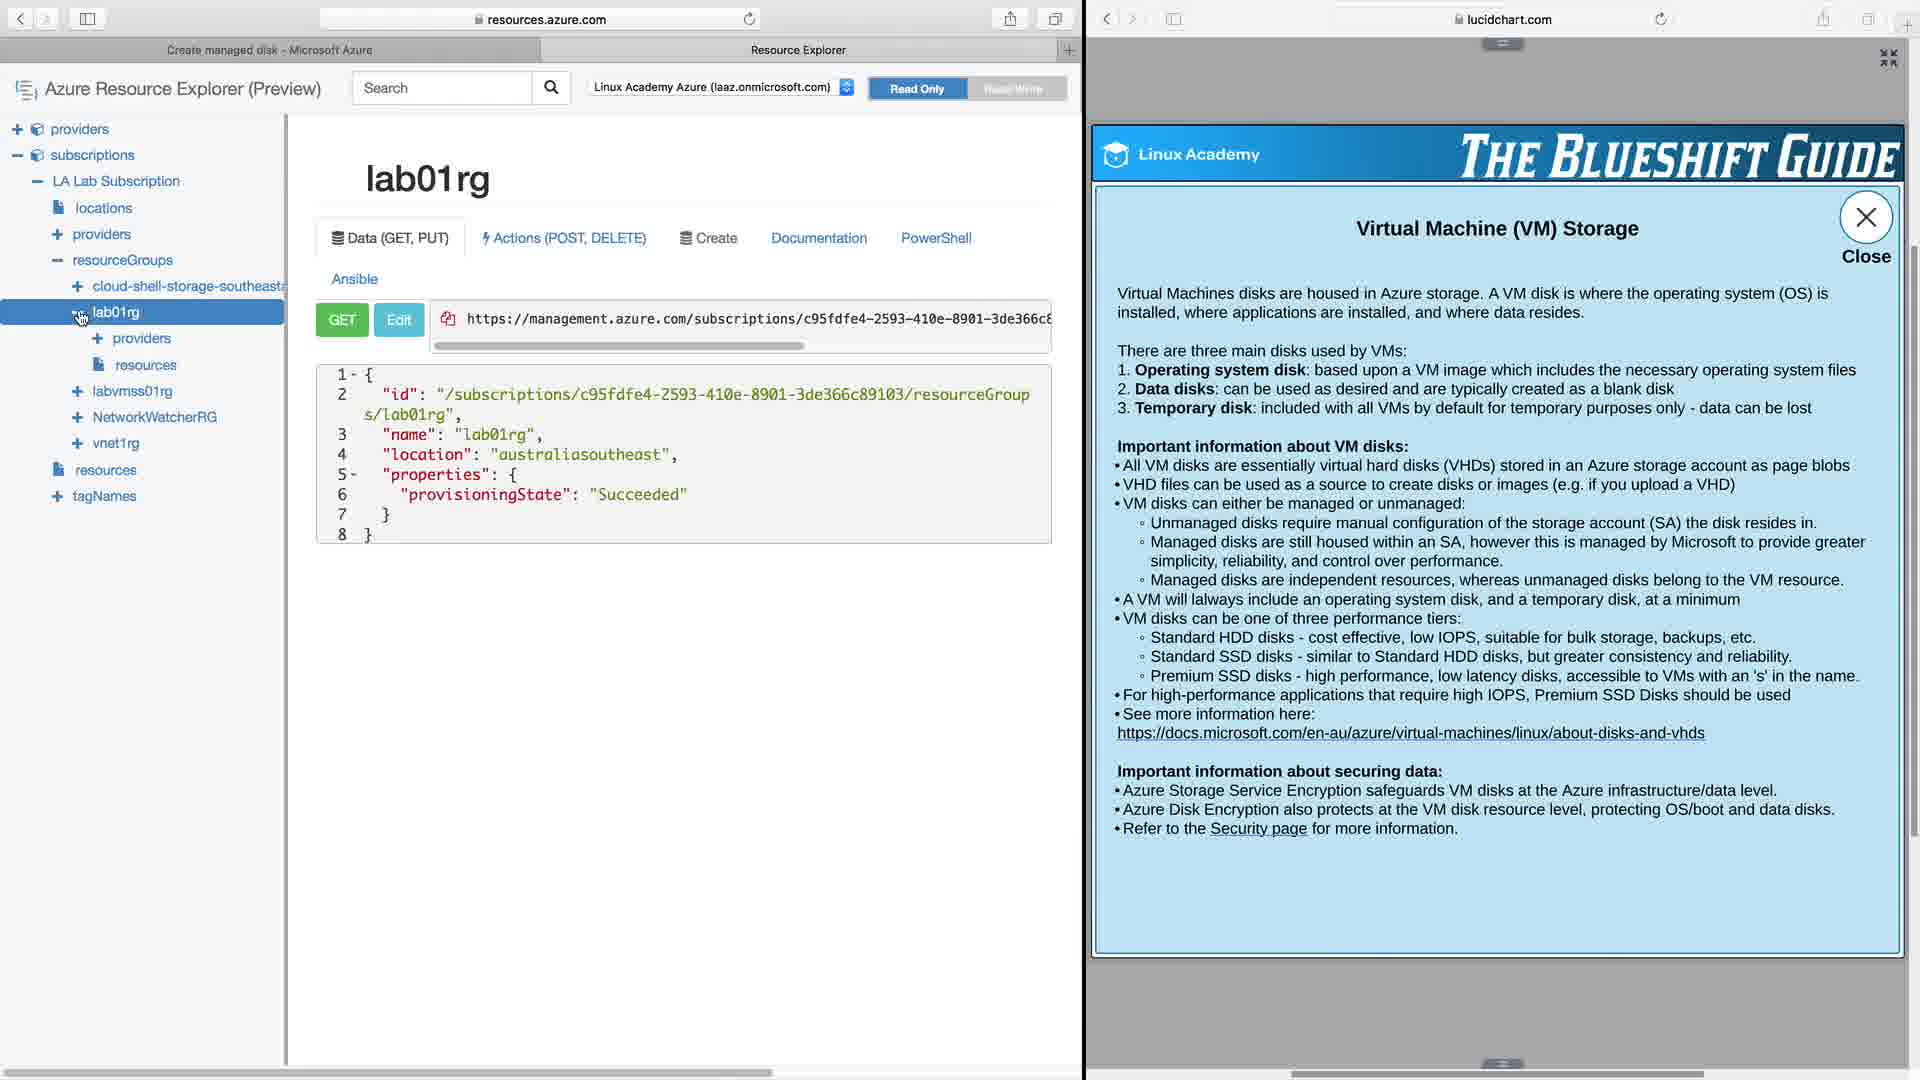 resources.azure.com
Create managed disk - Microsoft Azure
Resource Explorer
Azure Resource Explorer (Preview)
Search
Linux Academy Azure (laaz.onmicrosoft.com)
Read Only
Read/Write
providers
subscriptions
LA Lab Subscription
locations
providers
resourceGroups
cloud-shell-storage-southeast
lab01rg
providers
resources
labvmss01rg
NetworkWatcherRG
vnet1rg
resources
tagNames
lab01rg
Data (GET, PUT)
Actions (POST, DELETE)
Create
Documentation
PowerShell
Ansible
GET
Edit
https://management.azure.com/subscriptions/c95fdfe4-2593-410e-8901-3de366c8
1 {
2 "id": "/subscriptions/c95fdfe4-2593-410e-8901-3de366c89103/resourceGroup
s/lab01rg",
3 "name": "lab01rg",
4 "location": "australiasoutheast",
5 "properties": {
6 "provisioningState": "Succeeded"
7 }
8 }
lucidchart.com
Linux Academy
THE BLUESHIFT GUIDE
Virtual Machine (VM) Storage
Close
Virtual Machines disks are housed in Azure storage. A VM disk is where the operating system (OS) is
installed, where applications are installed, and where data resides.
There are three main disks used by VMs:
1. Operating system disk: based upon a VM image which includes the necessary operating system files
2. Data disks: can be used as desired and are typically created as a blank disk
3. Temporary disk: included with all VMs by default for temporary purposes only - data can be lost
Important information about VM disks:
• All VM disks are essentially virtual hard disks (VHDs) stored in an Azure storage account as page blobs
• VHD files can be used as a source to create disks or images (e.g. if you upload a VHD)
• VM disks can either be managed or unmanaged:
◦ Unmanaged disks require manual configuration of the storage account (SA) the disk resides in.
◦ Managed disks are still housed within an SA, however this is managed by Microsoft to provide greater
simplicity, reliability, and control over performance.
◦ Managed disks are independent resources, whereas unmanaged disks belong to the VM resource.
• A VM will lalways include an operating system disk, and a temporary disk, at a minimum
• VM disks can be one of three performance tiers:
◦ Standard HDD disks - cost effective, low IOPS, suitable for bulk storage, backups, etc.
◦ Standard SSD disks - similar to Standard HDD disks, but greater consistency and reliability.
◦ Premium SSD disks - high performance, low latency disks, accessible to VMs with an 's' in the name.
• For high-performance applications that require high IOPS, Premium SSD Disks should be used
• See more information here:
https://docs.microsoft.com/en-au/azure/virtual-machines/linux/about-disks-and-vhds
Important information about securing data:
• Azure Storage Service Encryption safeguards VM disks at the Azure infrastructure/data level.
• Azure Disk Encryption also protects at the VM disk resource level, protecting OS/boot and data disks.
• Refer to the Security page for more information.